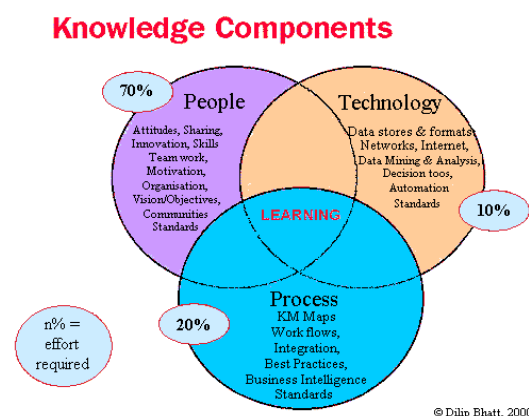 Knowledge Components
70%
People
Attitudes, Sharing,
Innovation, Skills
Team work,
Motivation,
Organisation,
Vision/Objectives,
Communities
Standards
Technology
Data stores & formats
Networks, Internet,
Data Mining & Analysis,
Decision toos,
Automation
Standards
10%
LEARNING
Process
KM Maps
Work flows,
Integration,
Best Practices,
Business Intelligence
Standards
20%
n% =
effort
required
© Dilip Bhatt, 2000